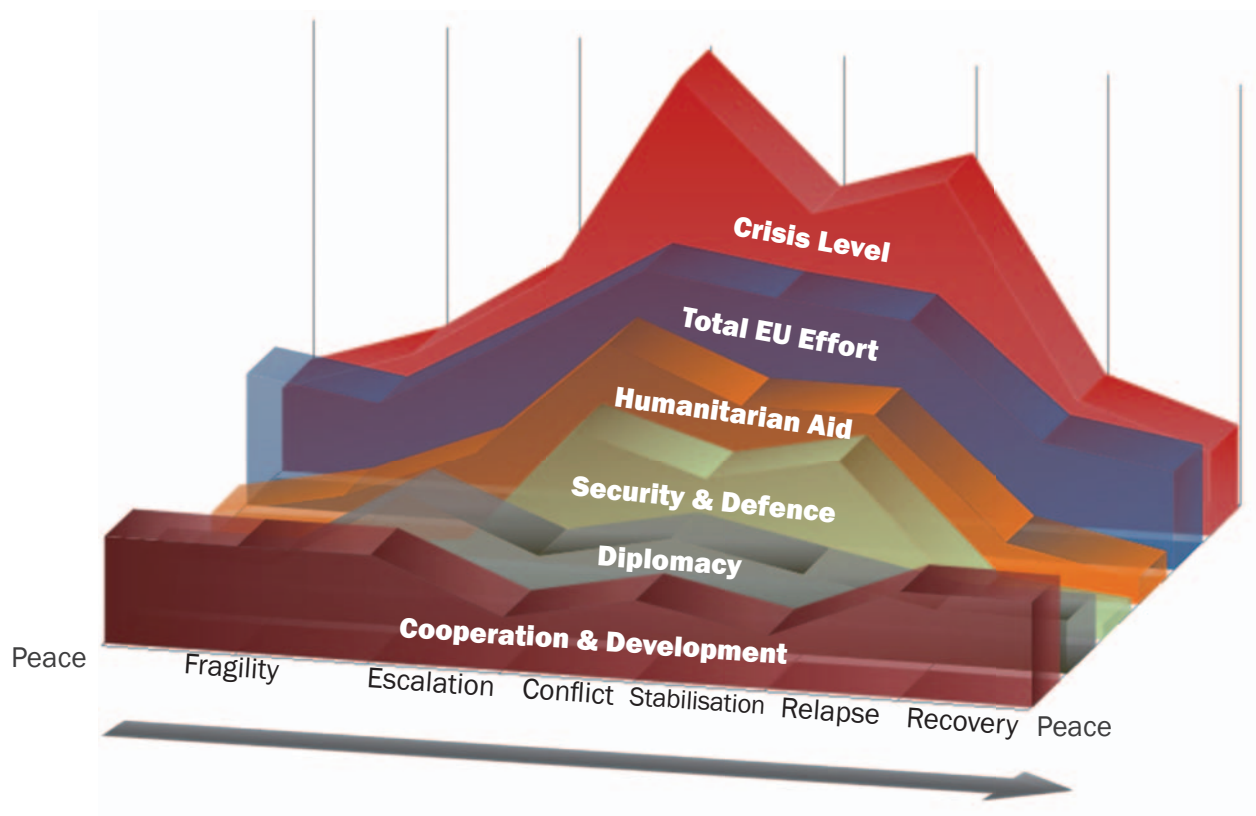 Crisis Level
Total EU Effort
Humanitarian Aid
Security & Defence
Diplomacy
Cooperation & Development
Peace
Fragility
Escalation
Conflict
Stabilisation
Relapse
Recovery
Peace